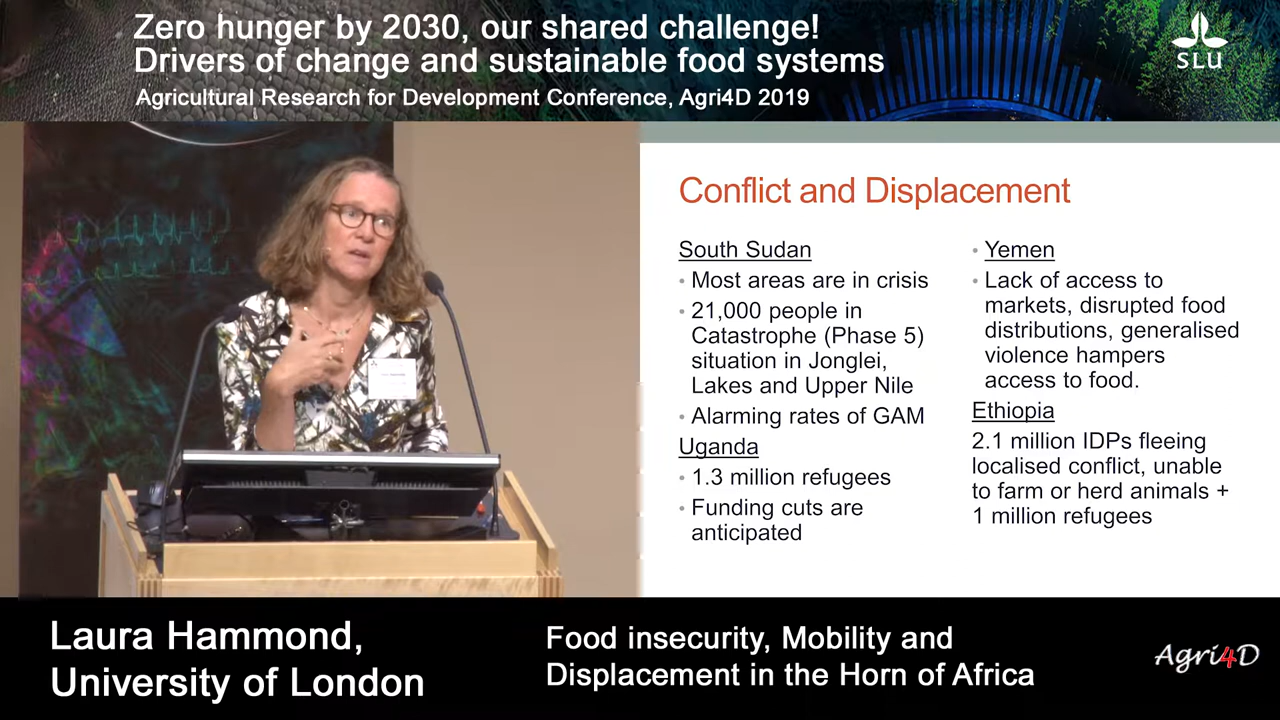 Zero hunger by 2030, our shared challenge!
Drivers of change and sustainable food systems
Agricultural Research for Development Conference, Agri4D 2019
SLU
Conflict and Displacement
South Sudan
• Most areas are in crisis
• 21,000 people in
Catastrophe (Phase 5)
situation in Jonglei,
Lakes and Upper Nile
• Alarming rates of GAM
Uganda
• 1.3 million refugees
• Funding cuts are
anticipated
• Yemen
• Lack of access to
markets, disrupted food
distributions, generalised
violence hampers
access to food.
Ethiopia
2.1 million IDPs fleeing
localised conflict, unable
to farm or herd animals +
1 million refugees
Laura Hammond,
University of London
Food insecurity, Mobility and
Displacement in the Horn of Africa
Agri4D